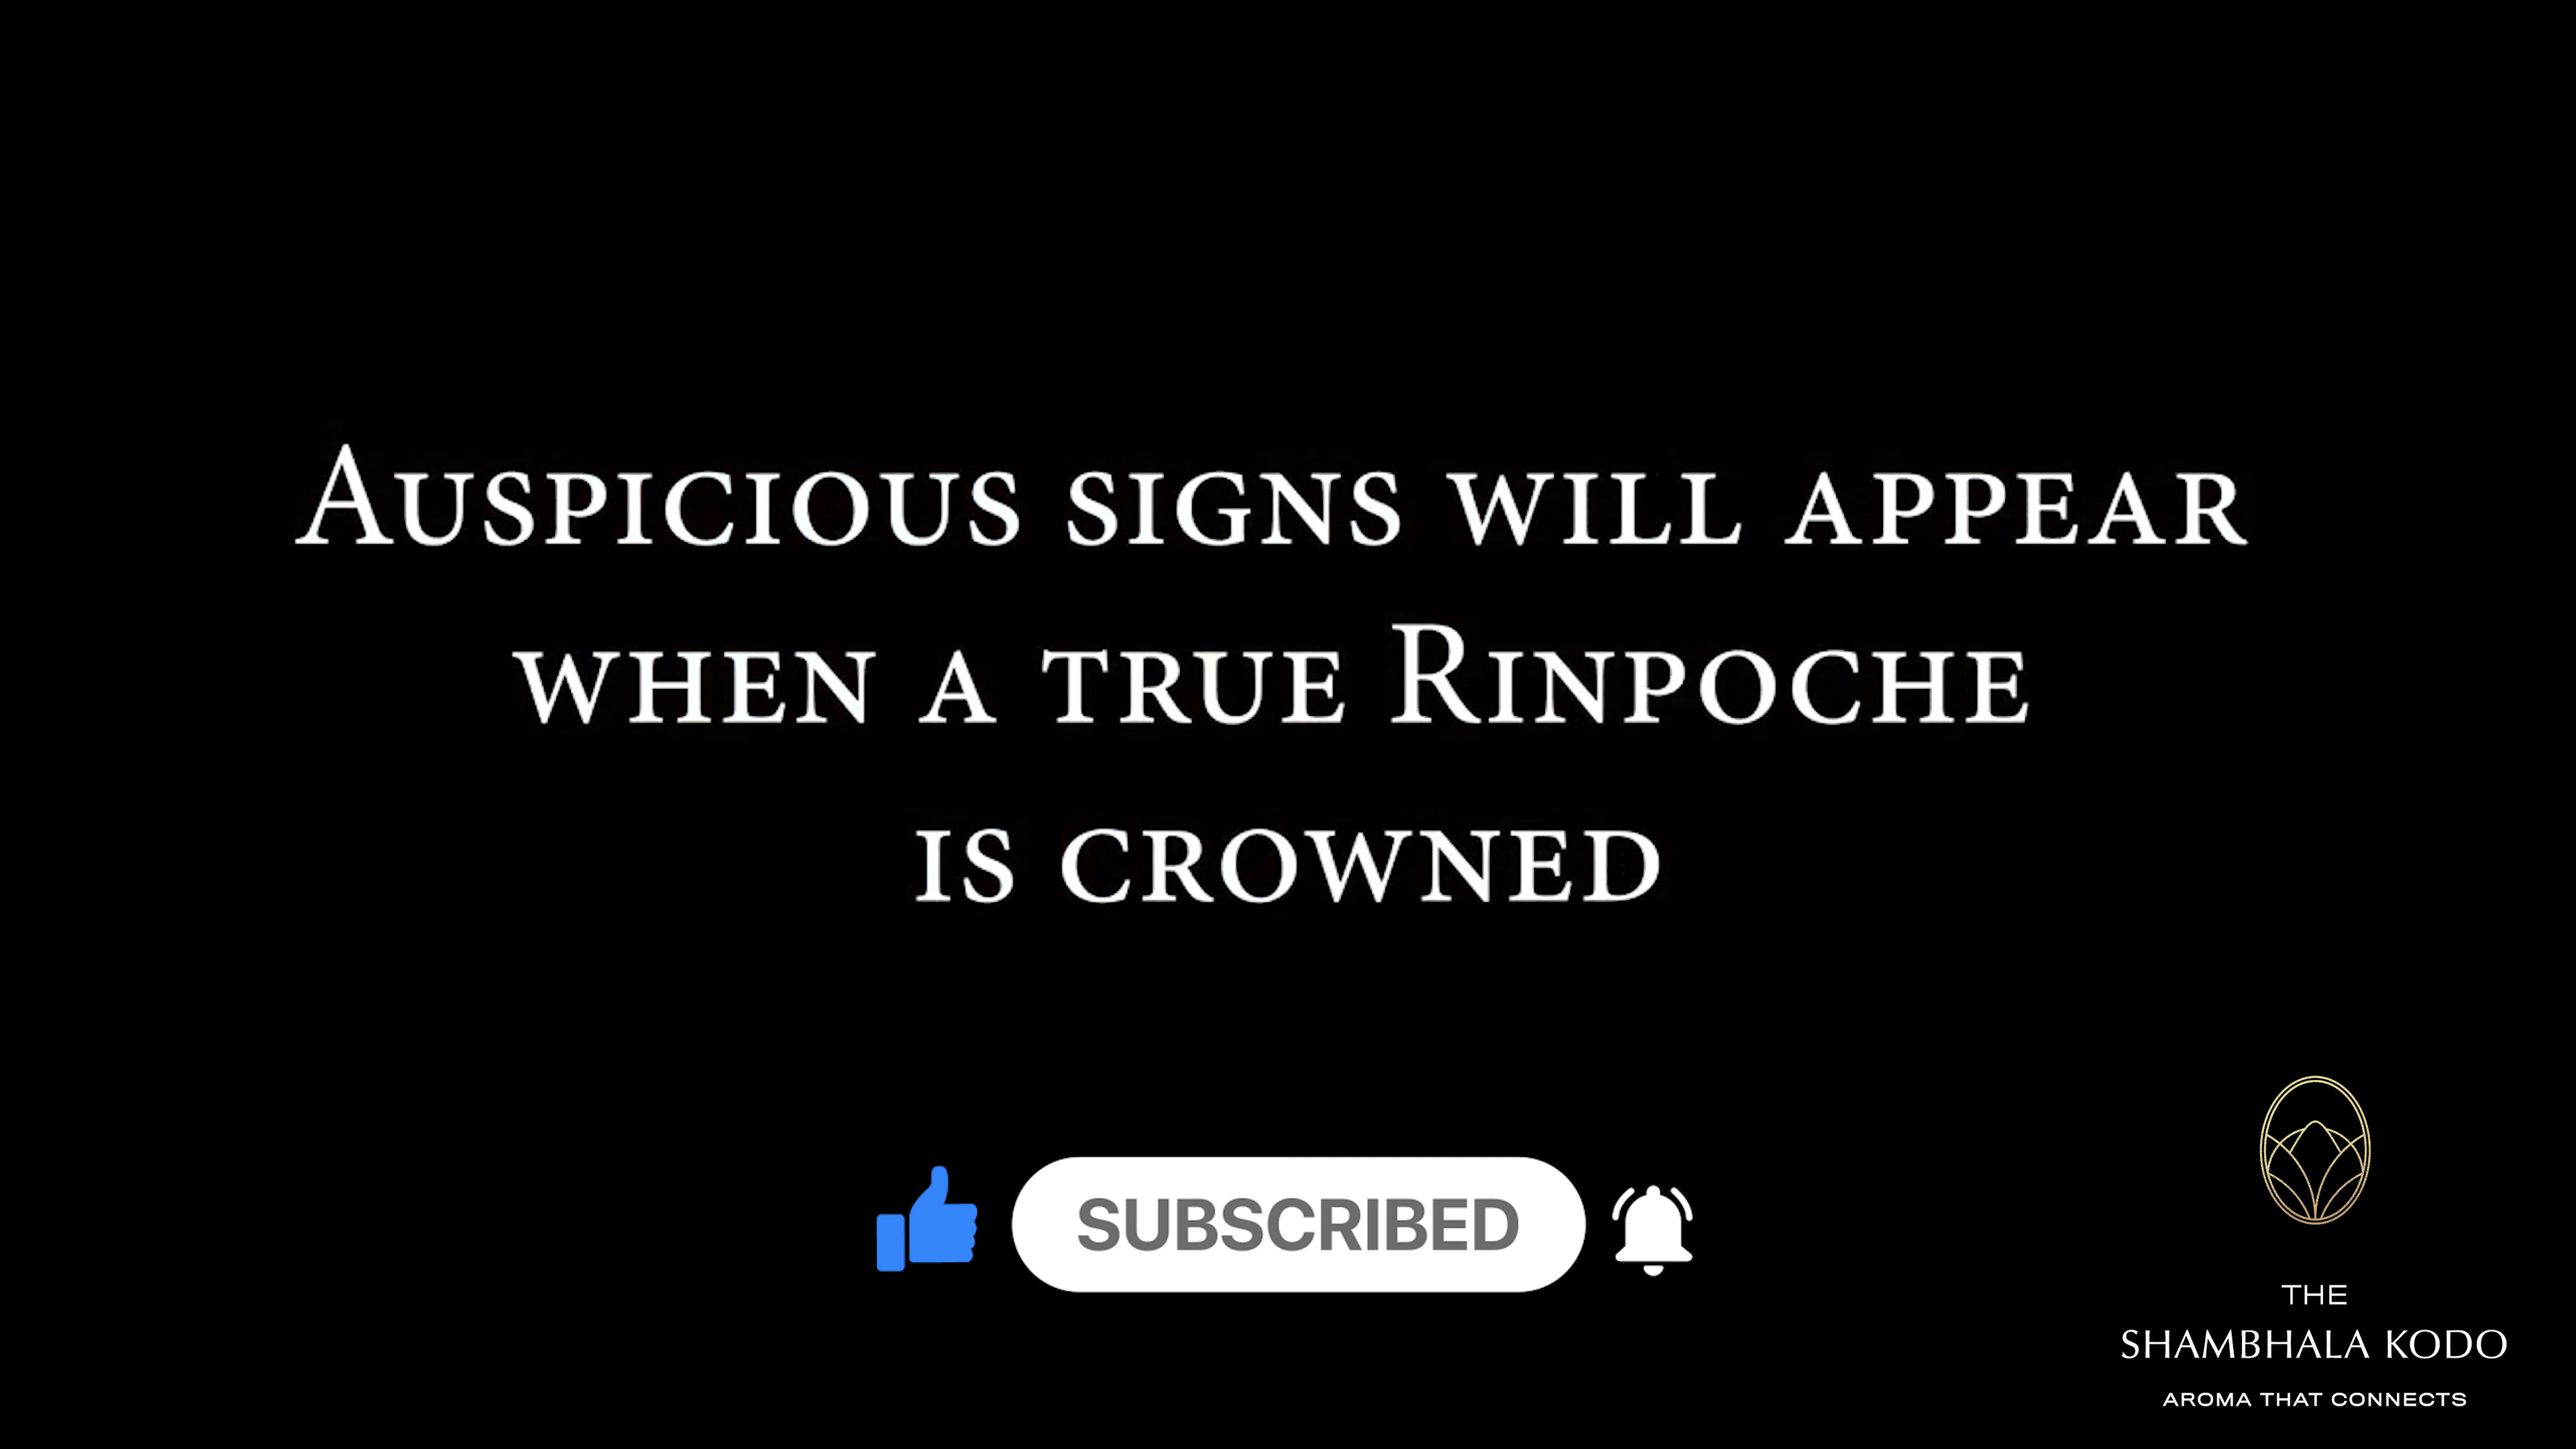 Auspicious signs will appear
when a true Rinpoche
is crowned
SUBSCRIBED
THE
SHAMBHALA KODO
AROMA THAT CONNECTS